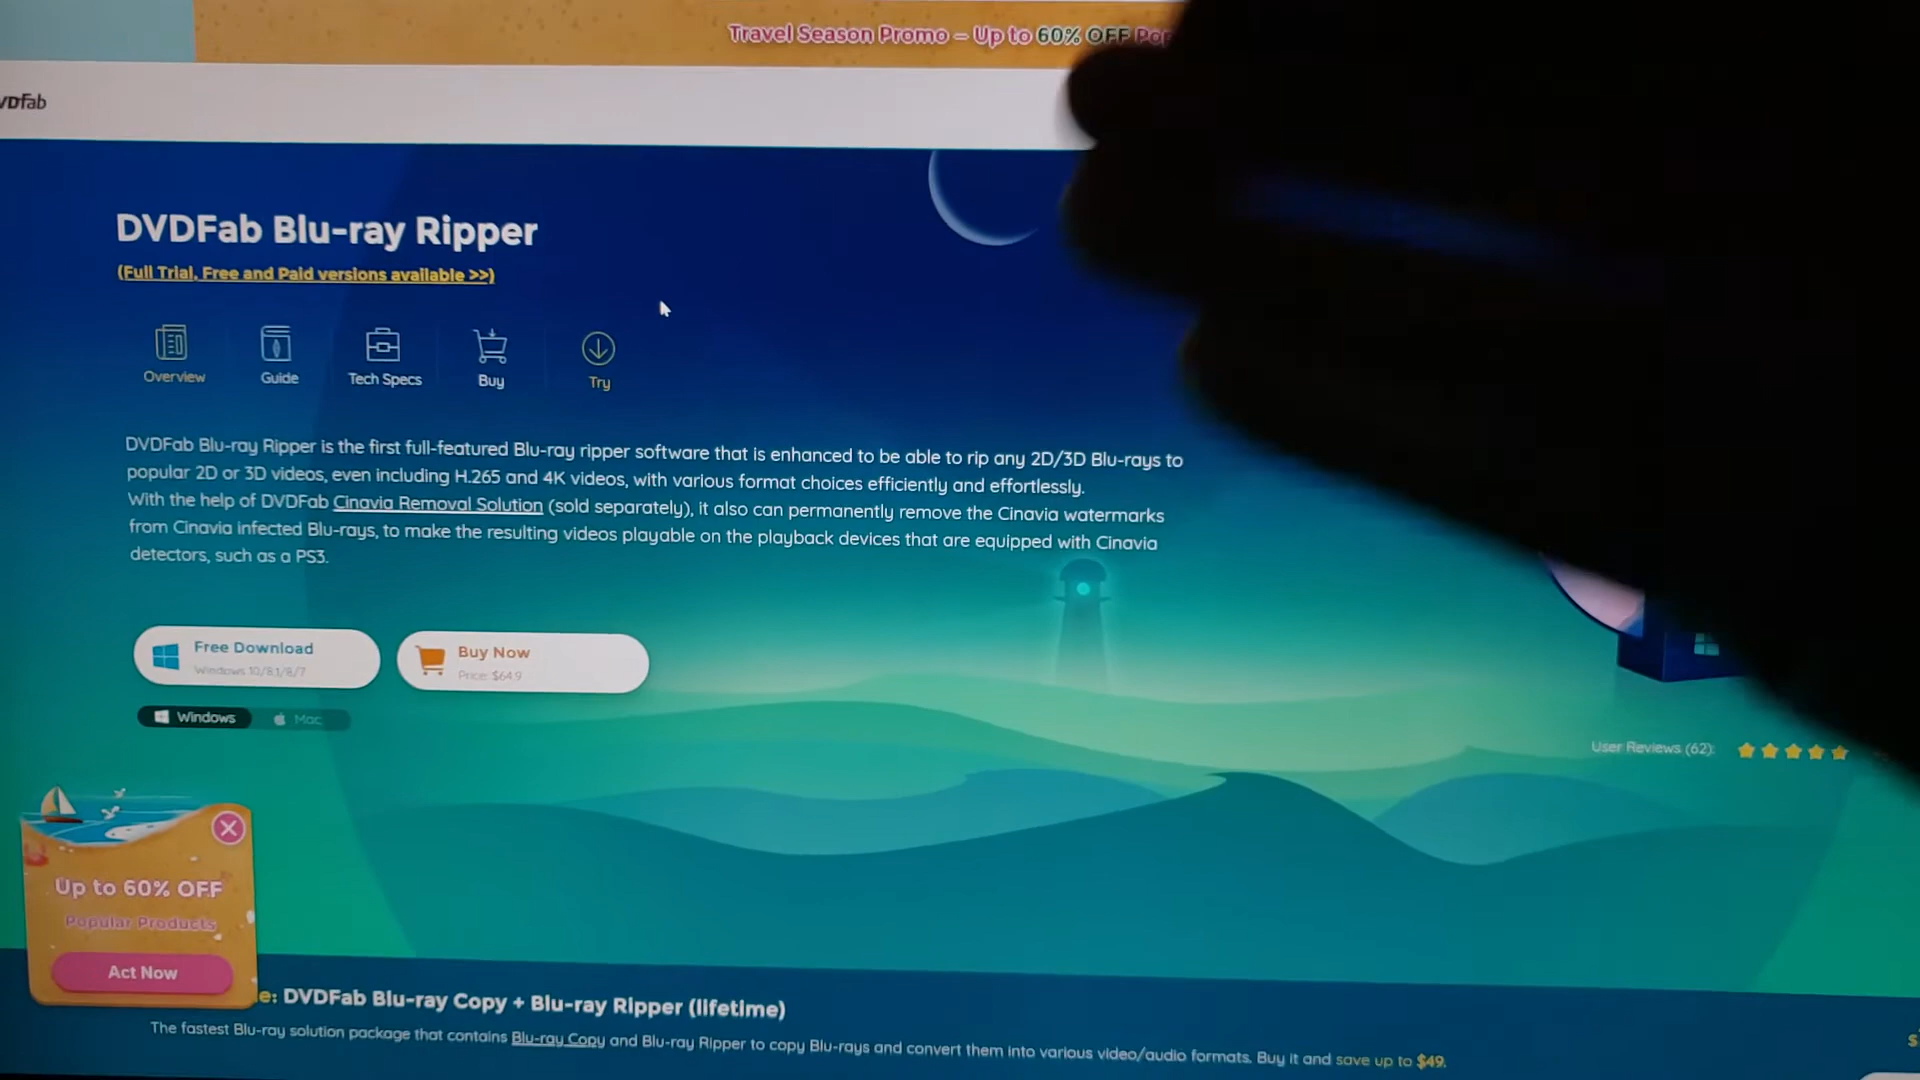 Travel Season Promo – Up to 60% OFF Pop
VDFab
DVDFab Blu-ray Ripper
(Full Trial, Free and Paid versions available >>)
Overview
Guide
Tech Specs
Buy
Try
DVDFab Blu-ray Ripper is the first full-featured Blu-ray ripper software that is enhanced to be able to rip any 2D/3D Blu-rays to
popular 2D or 3D videos, even including H.265 and 4K videos, with various format choices efficiently and effortlessly.
With the help of DVDFab Cinavia Removal Solution (sold separately), it also can permanently remove the Cinavia watermarks
from Cinavia infected Blu-rays, to make the resulting videos playable on the playback devices that are equipped with Cinavia
detectors, such as a PS3.
Free Download
Windows 10/8.1/8/7
Buy Now
Price: $64.9
Windows
Mac
User Reviews (62):
Up to 60% OFF
Popular Products
Act Now
e: DVDFab Blu-ray Copy + Blu-ray Ripper (lifetime)
The fastest Blu-ray solution package that contains Blu-ray Copy and Blu-ray Ripper to copy Blu-rays and convert them into various video/audio formats. Buy it and save up to $49.
$